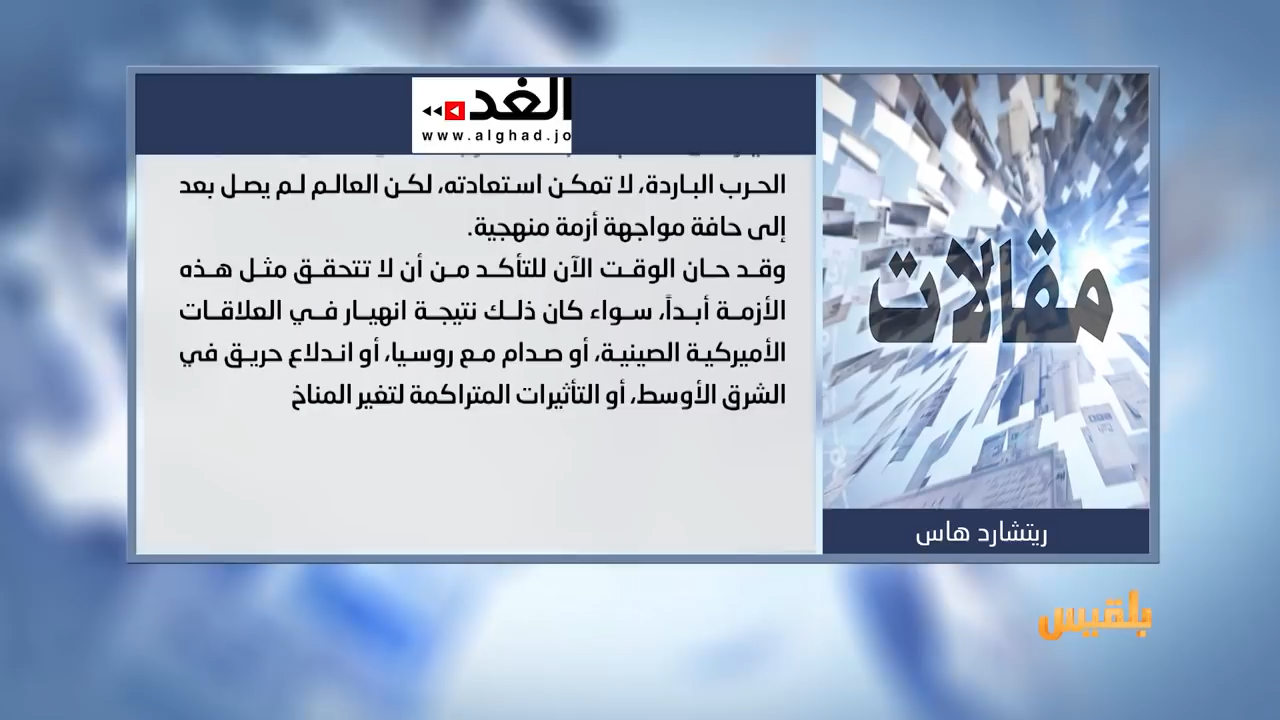 الغد
www.alghad.jo
الحرب الباردة، لا تمكن استعادته، لكن العالم لم يصل بعد
إلى حافة مواجهة أزمة منهجية.
وقد حان الوقت الآن للتأكد من أن لا تتحقق مثل هذه
الأزمة أبداً، سواء كان ذلك نتيجة انهيار في العلاقات
الأميركية الصينية، أو صدام مع روسيا، أو اندلاع حريق في
الشرق الأوسط، أو التأثيرات المتراكمة لتغير المناخ
مقالات
ريتشارد هاس
بلقيس